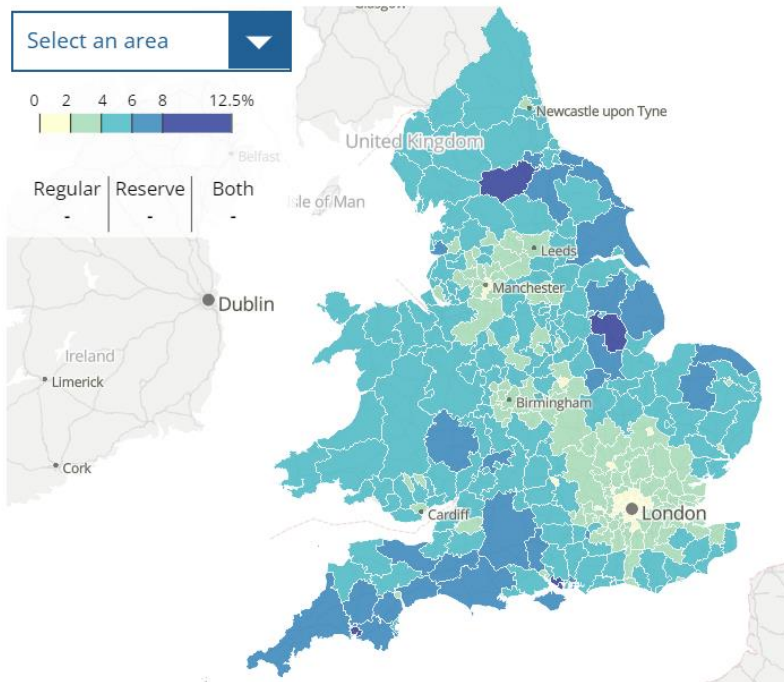 Glasgow
Select an area
0 2 4 6 8 12.5%
Newcastle upon Tyne
United Kingdom
Belfast
Regular Reserve Both
- - -
Isle of Man
Leeds
Manchester
Dublin
Ireland
Limerick
Birmingham
Cork
Cardiff
London